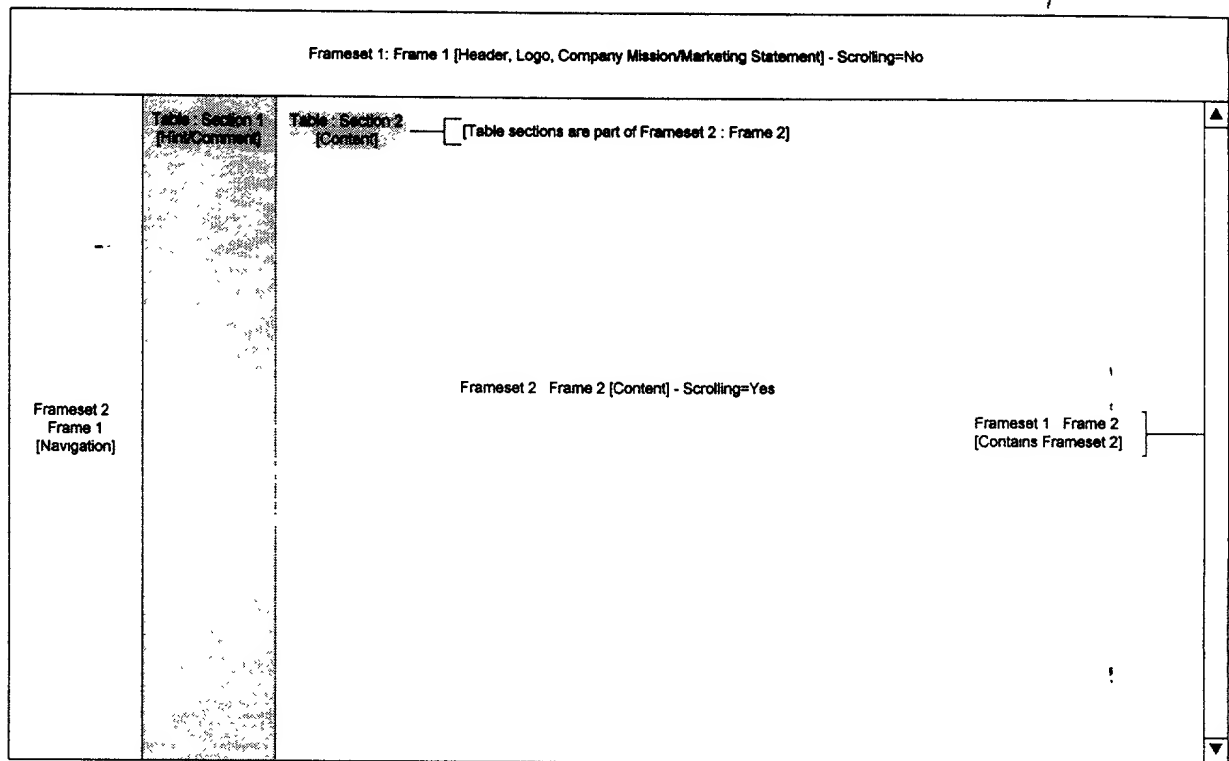 Frameset 1: Frame 1 [Header, Logo, Company Mission/Marketing Statement] - Scrolling=No
Table : Section 1
[Hint/Comment]
Table : Section 2
[Content]
[Table sections are part of Frameset 2 : Frame 2]
Frameset 2 Frame 2 [Content] - Scrolling=Yes
Frameset 2
Frame 1
[Navigation]
Frameset 1 Frame 2
[Contains Frameset 2]